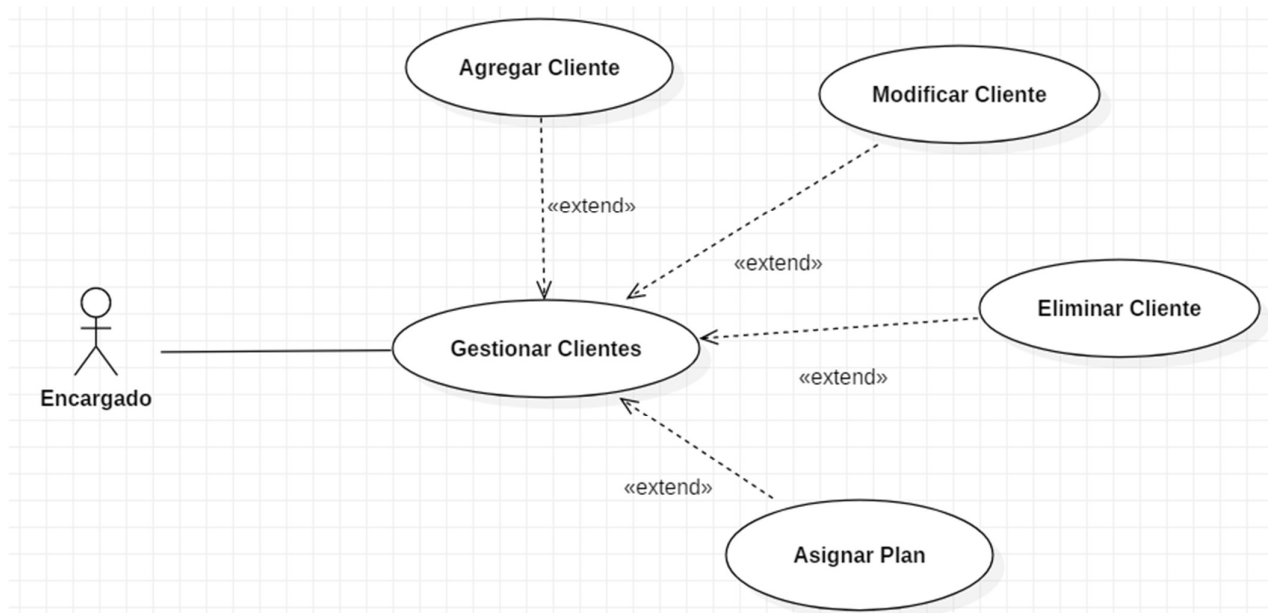 Agregar Cliente
Modificar Cliente
«extend»
«extend»
Eliminar Cliente
Gestionar Clientes
«extend»
Encargado
«extend»
Asignar Plan